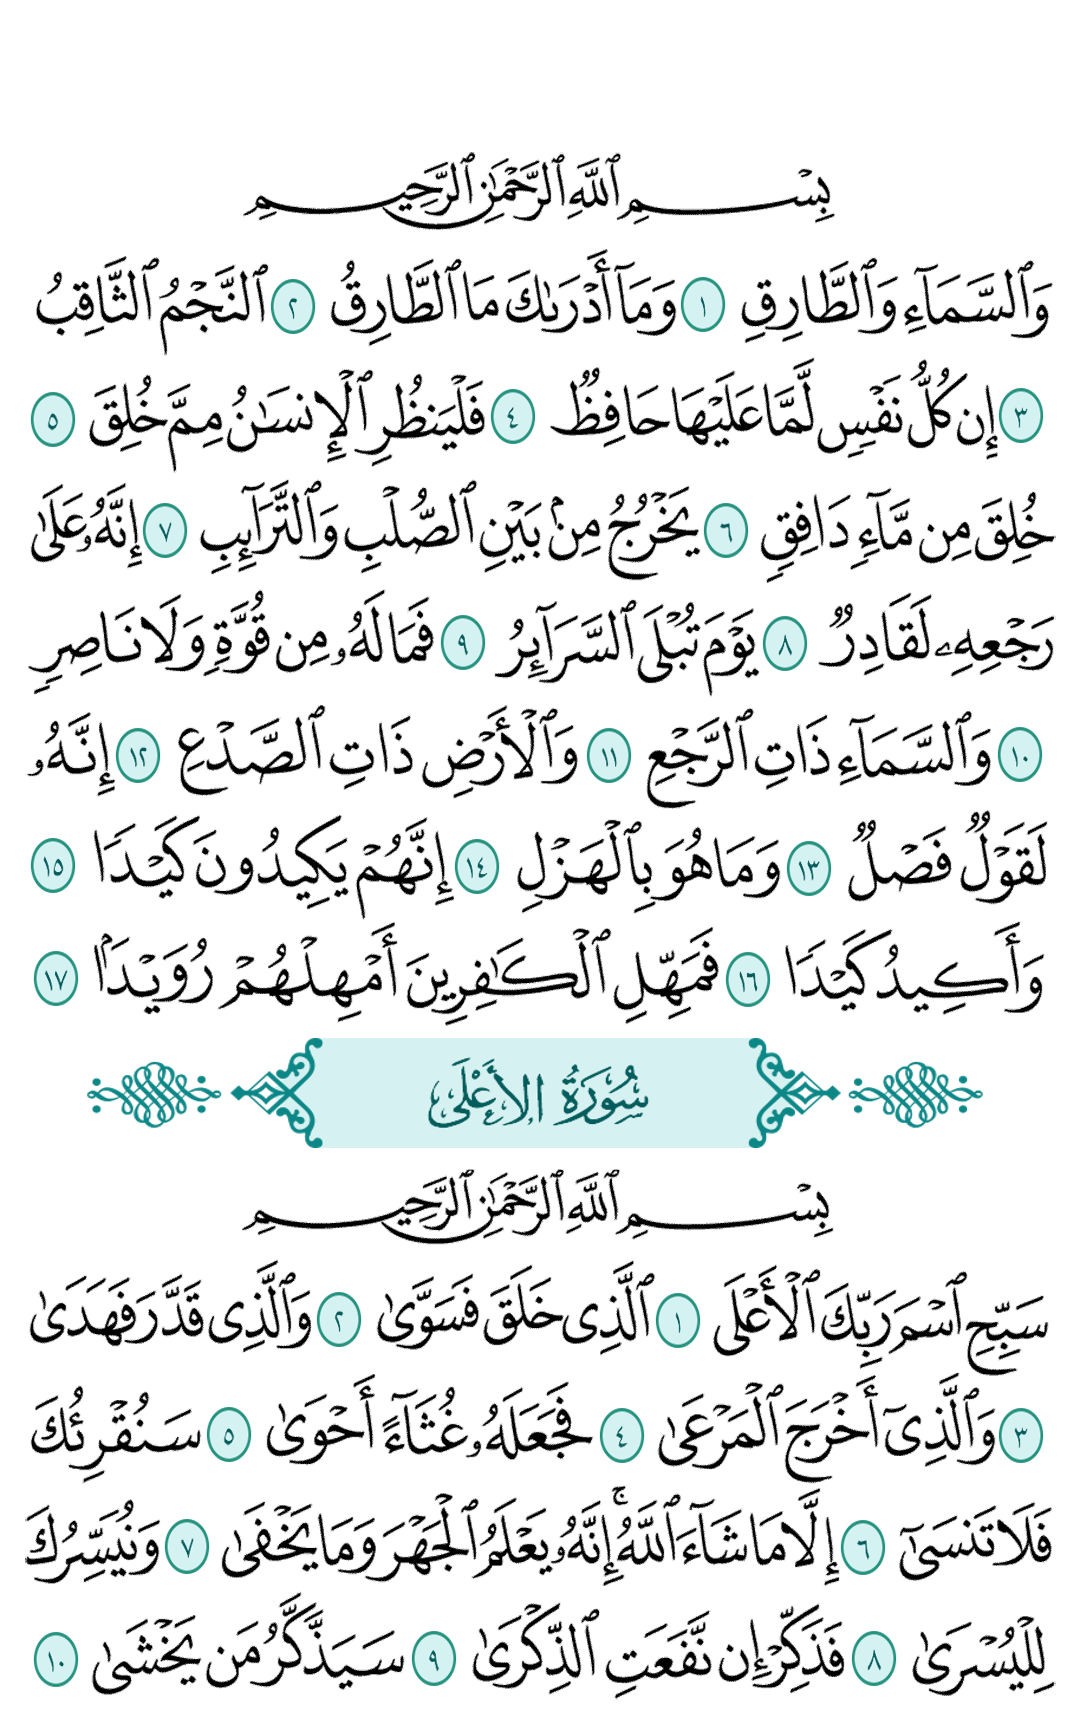 بِسْمِ ٱللَّهِ ٱلرَّحْمَٰنِ ٱلرَّحِيمِ
وَٱلسَّمَآءِ وَٱلطَّارِقِ ١ وَمَآ أَدْرَىٰكَ مَا ٱلطَّارِقُ ٢ ٱلنَّجْمُ ٱلثَّاقِبُ
٣ إِن كُلُّ نَفْسٍ لَّمَّا عَلَيْهَا حَافِظٌ ٤ فَلْيَنظُرِ ٱلْإِنسَٰنُ مِمَّ خُلِقَ ٥
خُلِقَ مِن مَّآءٍ دَافِقٍ ٦ يَخْرُجُ مِنۢ بَيْنِ ٱلصُّلْبِ وَٱلتَّرَآئِبِ ٧ إِنَّهُۥ عَلَىٰ
رَجْعِهِۦ لَقَادِرٌ ٨ يَوْمَ تُبْلَى ٱلسَّرَآئِرُ ٩ فَمَا لَهُۥ مِن قُوَّةٍ وَلَا نَاصِرٍ
١٠ وَٱلسَّمَآءِ ذَاتِ ٱلرَّجْعِ ١١ وَٱلْأَرْضِ ذَاتِ ٱلصَّدْعِ ١٢ إِنَّهُۥ
لَقَوْلٌ فَصْلٌ ١٣ وَمَا هُوَ بِٱلْهَزْلِ ١٤ إِنَّهُمْ يَكِيدُونَ كَيْدًا ١٥
وَأَكِيدُ كَيْدًا ١٦ فَمَهِّلِ ٱلْكَٰفِرِينَ أَمْهِلْهُمْ رُوَيْدَۢا ١٧
سُورَةُ الأَعْلَى
بِسْمِ ٱللَّهِ ٱلرَّحْمَٰنِ ٱلرَّحِيمِ
سَبِّحِ ٱسْمَ رَبِّكَ ٱلْأَعْلَى ١ ٱلَّذِى خَلَقَ فَسَوَّىٰ ٢ وَٱلَّذِى قَدَّرَ فَهَدَىٰ
٣ وَٱلَّذِىٓ أَخْرَجَ ٱلْمَرْعَىٰ ٤ فَجَعَلَهُۥ غُثَآءً أَحْوَىٰ ٥ سَنُقْرِئُكَ
فَلَا تَنسَىٰٓ ٦ إِلَّا مَا شَآءَ ٱللَّهُ ۚ إِنَّهُۥ يَعْلَمُ ٱلْجَهْرَ وَمَا يَخْفَىٰ ٧ وَنُيَسِّرُكَ
لِلْيُسْرَىٰ ٨ فَذَكِّرْ إِن نَّفَعَتِ ٱلذِّكْرَىٰ ٩ سَيَذَّكَّرُ مَن يَخْشَىٰ ١٠